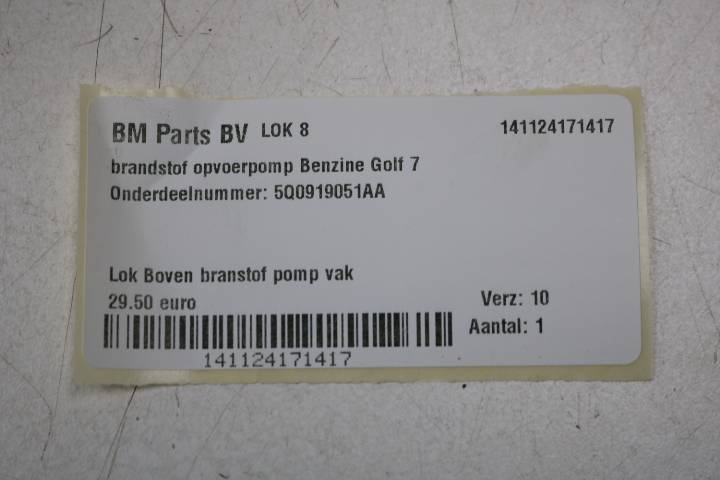 BM Parts BV LOK 8 141124171417
brandstof opvoerpomp Benzine Golf 7
Onderdeelnummer: 5Q0919051AA
Lok Boven branstof pomp vak
29.50 euro Verz: 10
Aantal: 1
141124171417